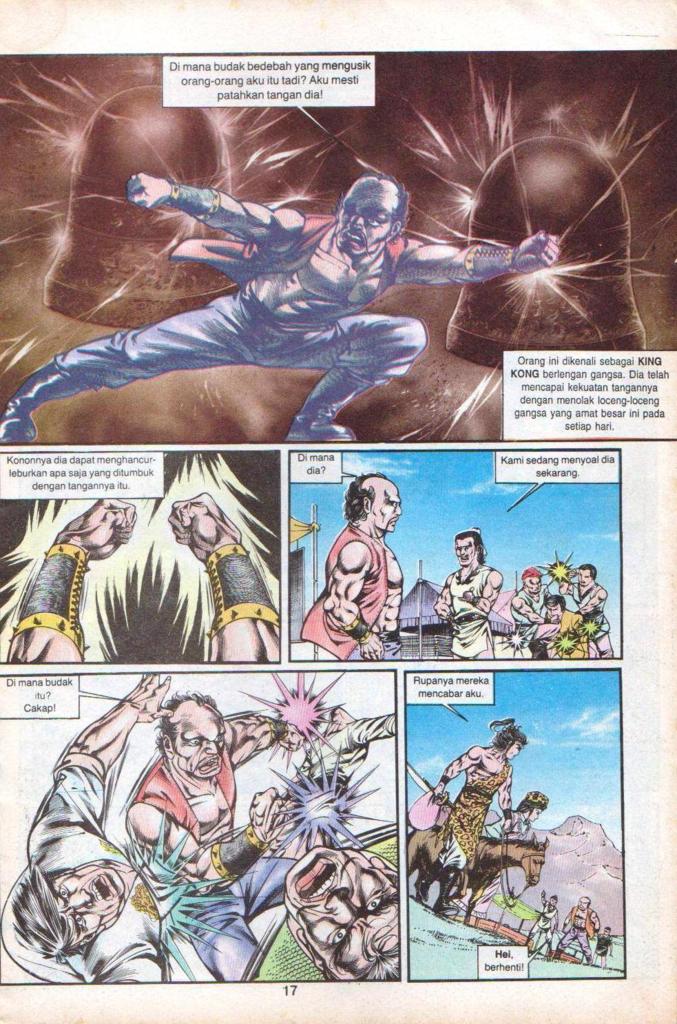 Di mana budak bedebah yang mengusik
orang-orang aku itu tadi? Aku mesti
patahkan tangan dia!
Orang ini dikenali sebagai KING
KONG berlengan gangsa. Dia telah
mencapai kekuatan tangannya
dengan menolak loceng-loceng
gangsa yang amat besar ini pada
setiap hari.
Kononnya dia dapat menghancur-
leburkan apa saja yang ditumbuk
dengan tangannya itu.
Di mana
dia?
Kami sedang menyoal dia
sekarang.
Di mana budak
itu?
Cakap!
Rupanya mereka
mencabar aku.
Hei,
berhenti!
17